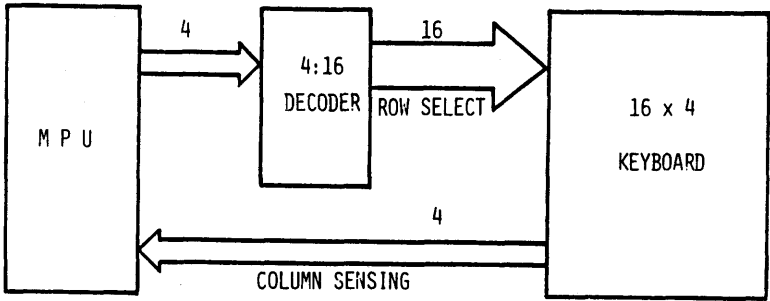 4
16
4:16
DECODER
ROW SELECT
M P U
16 x 4
KEYBOARD
4
COLUMN SENSING